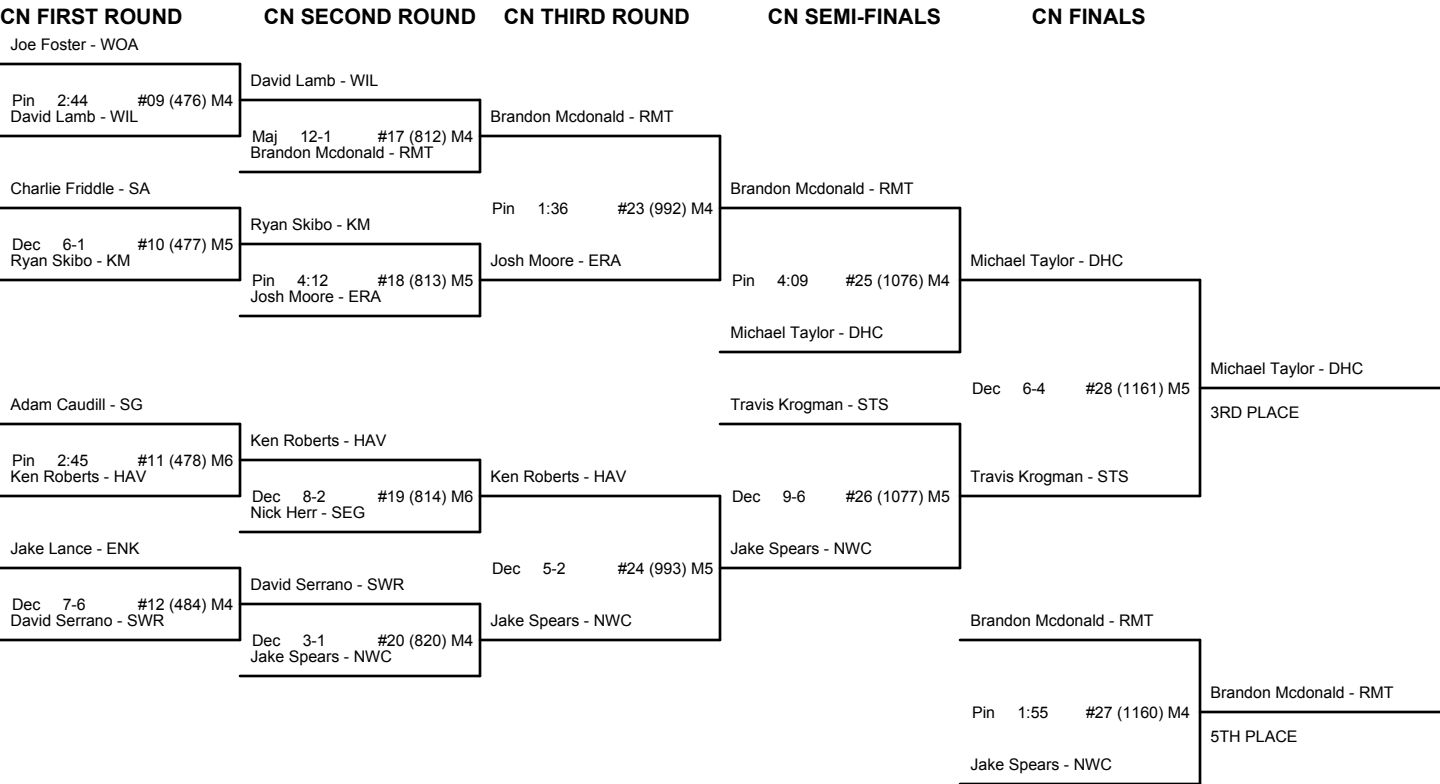 CN FIRST ROUND CN SECOND ROUND CN THIRD ROUND CN SEMI-FINALS CN FINALS
Joe Foster - WOA
Pin 2:44 #09 (476) M4
David Lamb - WIL
Charlie Friddle - SA
Dec 6-1 #10 (477) M5
Ryan Skibo - KM
Adam Caudill - SG
Pin 2:45 #11 (478) M6
Ken Roberts - HAV
Jake Lance - ENK
Dec 7-6 #12 (484) M4
David Serrano - SWR
David Lamb - WIL
Maj 12-1 #17 (812) M4
Brandon Mcdonald - RMT
Ryan Skibo - KM
Pin 4:12 #18 (813) M5
Josh Moore - ERA
Ken Roberts - HAV
Dec 8-2 #19 (814) M6
Nick Herr - SEG
David Serrano - SWR
Dec 3-1 #20 (820) M4
Jake Spears - NWC
Brandon Mcdonald - RMT
Pin 1:36 #23 (992) M4
Josh Moore - ERA
Ken Roberts - HAV
Dec 5-2 #24 (993) M5
Jake Spears - NWC
Brandon Mcdonald - RMT
Pin 4:09 #25 (1076) M4
Michael Taylor - DHC
Travis Krogman - STS
Dec 9-6 #26 (1077) M5
Jake Spears - NWC
Michael Taylor - DHC
Dec 6-4 #28 (1161) M5
Travis Krogman - STS
Michael Taylor - DHC
3RD PLACE
Brandon Mcdonald - RMT
Pin 1:55 #27 (1160) M4
Jake Spears - NWC
Brandon Mcdonald - RMT
5TH PLACE